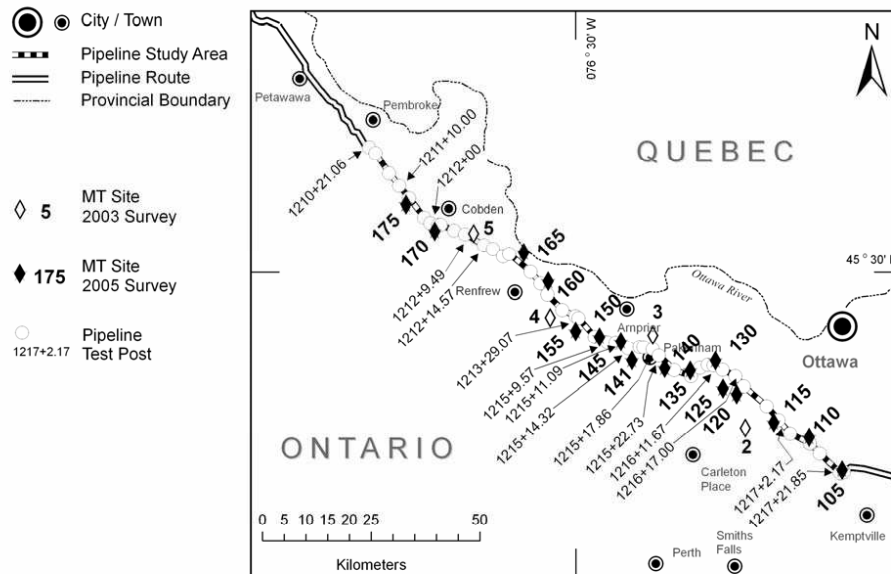 City / Town
Pipeline Study Area
Pipeline Route
Provincial Boundary
5
MT Site
2003 Survey
175
MT Site
2005 Survey
1217+2.17
Pipeline
Test Post
076 ° 30' W
N
Petawawa
Pembroke
QUEBEC
1210+21.06
1211+10.00
1212+00
Cobden
175
170
5
165
45 ° 30' N
Ottawa River
1212+9.49
1212+14.57
Renfrew
160
4
150
3
Arnprior
Pakenham
130
Ottawa
1213+29.07
155
1215+9.57
1215+11.09
145
1215+14.32
141
140
135
1215+17.86
1215+22.73
1216+11.67
1216+17.00
125
120
115
110
2
ONTARIO
Carleton
Place
1217+2.17
1217+21.85
105
0 5 10 15 20 25 50
Kilometers
Perth
Smiths
Falls
Kemptville